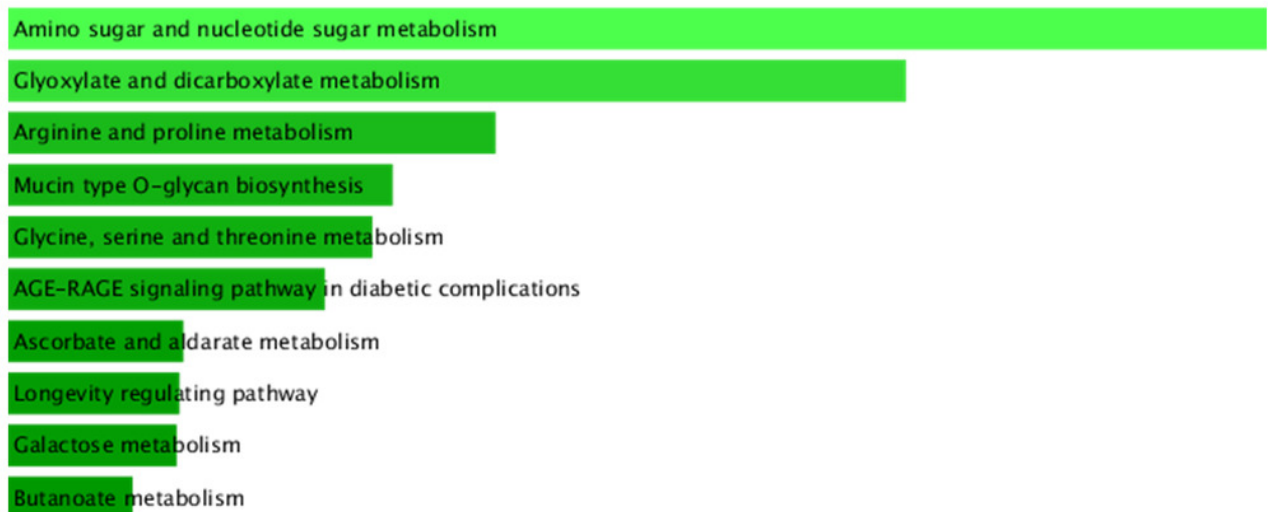 Amino sugar and nucleotide sugar metabolism
Glyoxylate and dicarboxylate metabolism
Arginine and proline metabolism
Mucin type O-glycan biosynthesis
Glycine, serine and threonine metabolism
AGE-RAGE signaling pathway in diabetic complications
Ascorbate and aldarate metabolism
Longevity regulating pathway
Galactose metabolism
Butanoate metabolism